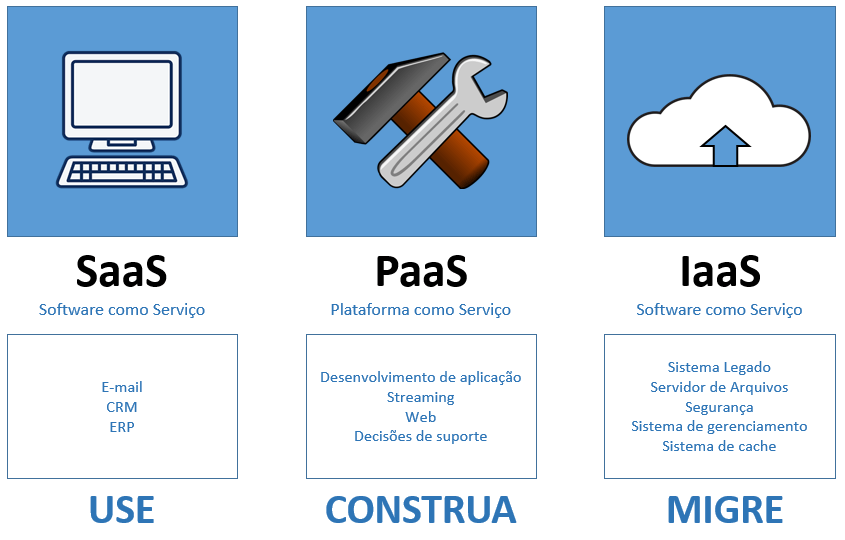 SaaS
Software como Serviço
E-mail
CRM
ERP
USE
PaaS
Plataforma como Serviço
Desenvolvimento de aplicação
Streaming
Web
Decisões de suporte
CONSTRUA
IaaS
Software como Serviço
Sistema Legado
Servidor de Arquivos
Segurança
Sistema de gerenciamento
Sistema de cache
MIGRE